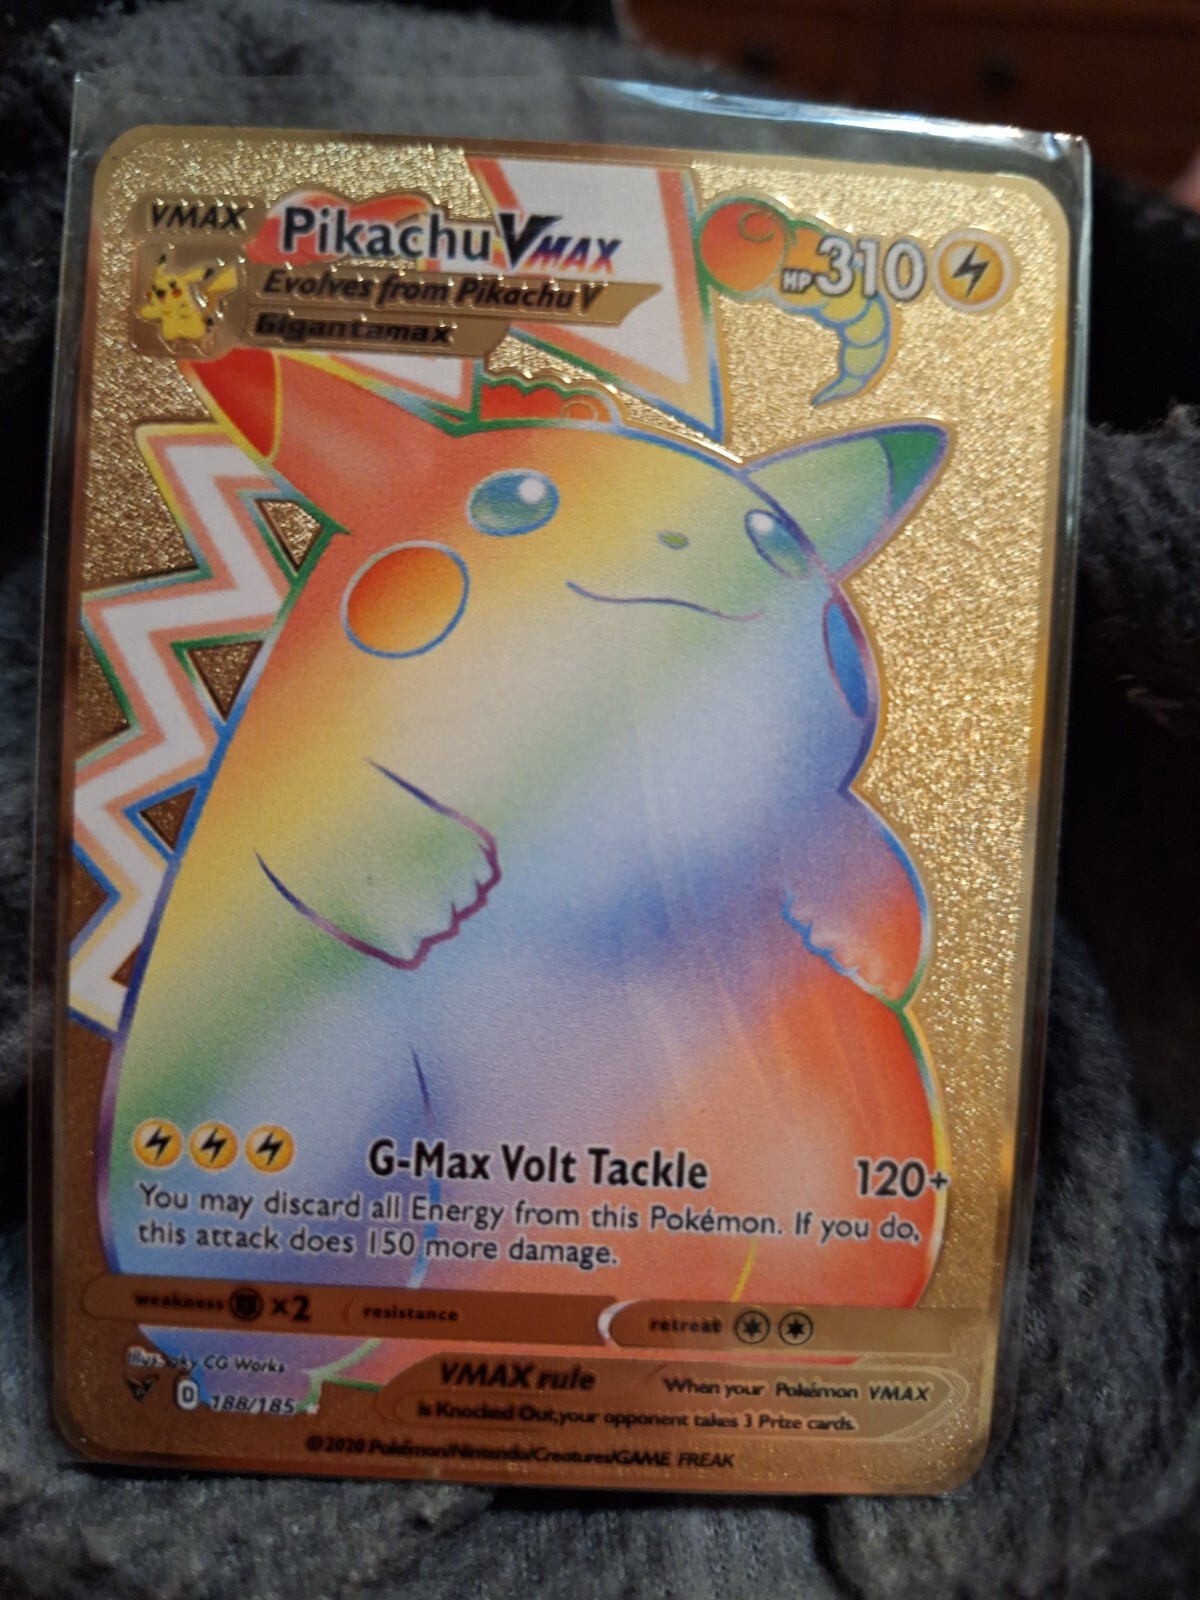 VMAX Pikachu VMAX HP 310
Evolves from Pikachu V
Gigantamax
G-Max Volt Tackle 120+
You may discard all Energy from this Pokémon. If you do,
this attack does 150 more damage.
weakness x2 resistance retreat
Illus. CG Works
VMAX rule When your Pokémon VMAX
D 188/185 is Knocked Out,your opponent takes 3 Prize cards.
©2020 Pokémon/Nintendo/Creatures/GAME FREAK